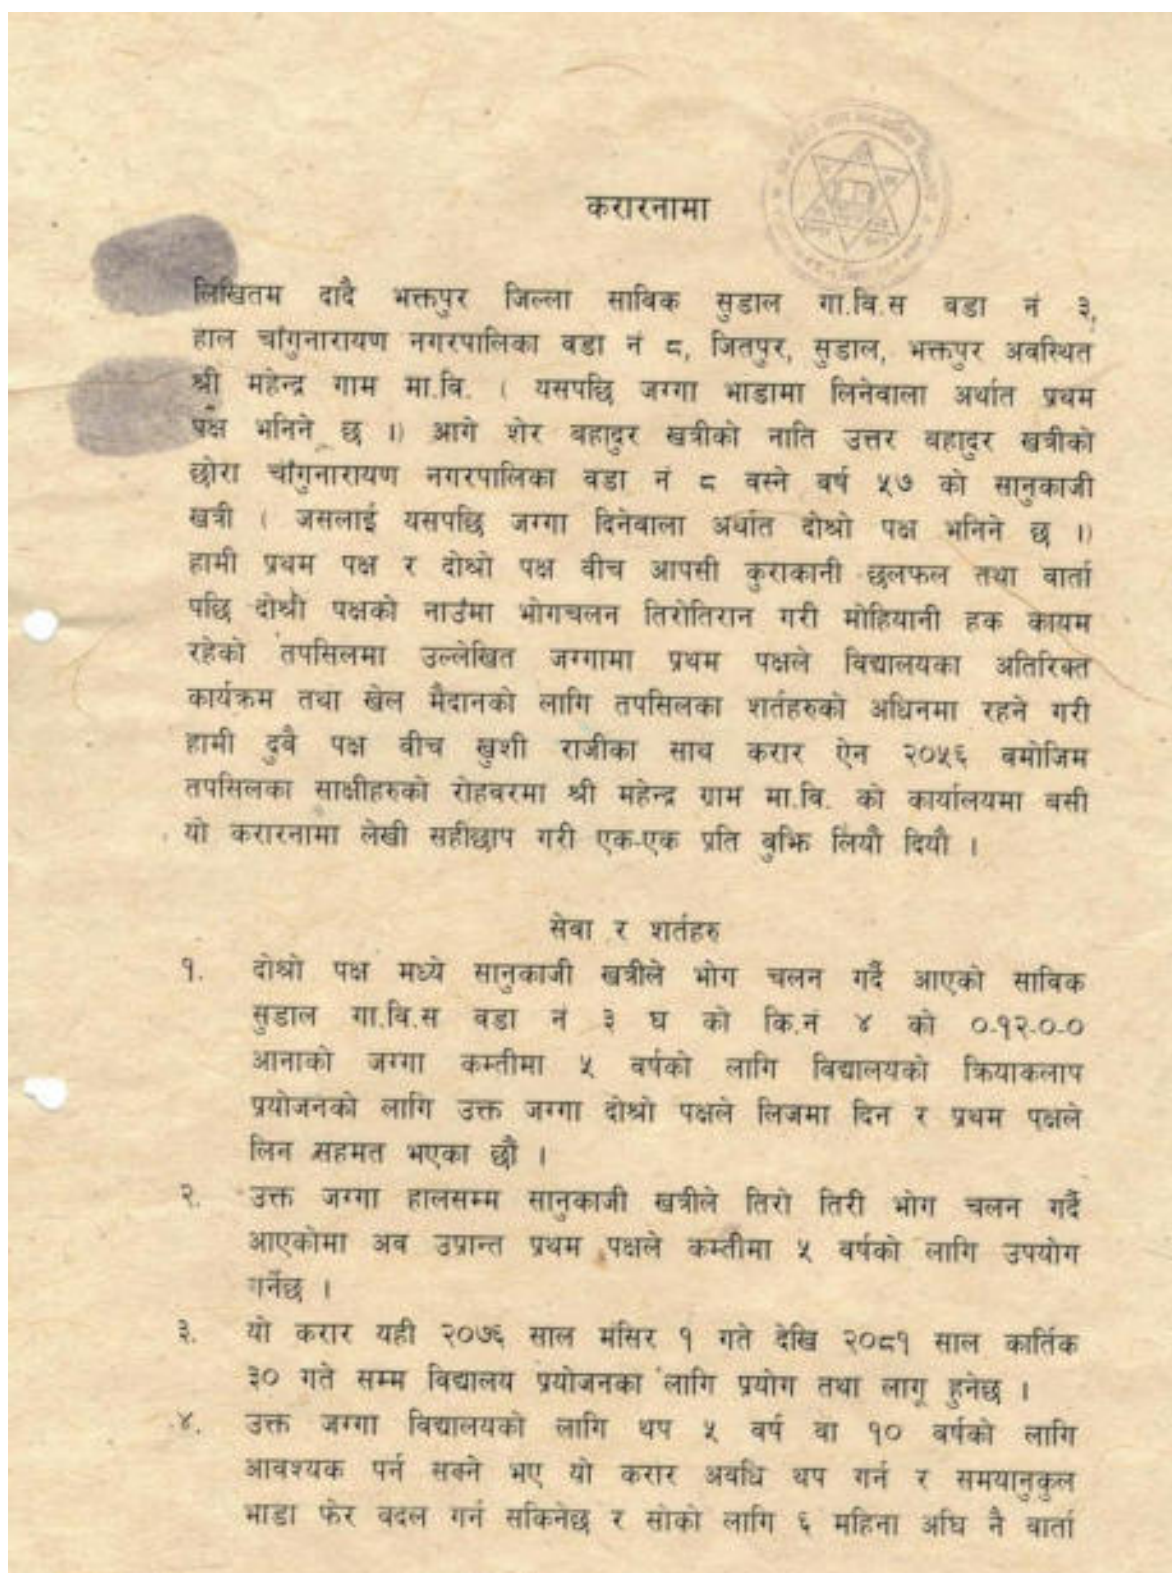 करारनामा
लिखितम दादै भक्तपुर जिल्ला साविक सुडाल गा.वि.स वडा नं ३,
हाल चाँगुनारायण नगरपालिका वडा नं ८, जितपुर, सुडाल, भक्तपुर अवस्थित
श्री महेन्द्र गाम मा.वि. ( यसपछि जग्गा भाडामा लिनेवाला अर्थात प्रथम
पक्ष भनिने छ ।) आगे शेर बहादुर खत्रीको नाति उत्तर बहादुर खत्रीको
छोरा चाँगुनारायण नगरपालिका वडा नं ८ वस्ने वर्ष ५७ को सानुकाजी
खत्री ( जसलाई यसपछि जग्गा दिनेवाला अर्थात दोश्रो पक्ष भनिने छ ।)
हामी प्रथम पक्ष र दोश्रो पक्ष वीच आपसी कुराकानी छलफल तथा वार्ता
पछि दोश्री पक्षको नाउँमा भोगचलन तिरोतिरान गरी मोहियानी हक कायम
रहेको तपसिलमा उल्लेखित जग्गामा प्रथम पक्षले विद्यालयका अतिरिक्त
कार्यक्रम तथा खेल मैदानको लागि तपसिलका शर्तहरुको अधिनमा रहने गरी
हामी दुवै पक्ष वीच खुशी राजीका साथ करार ऐन २०५६ बमोजिम
तपसिलका साक्षीहरुको रोहवरमा श्री महेन्द्र ग्राम मा.वि. को कार्यालयमा बसी
यो करारनामा लेखी सहीछाप गरी एक-एक प्रति वुझि लियौं दियौं ।
सेवा र शर्तहरु
१. दोश्रो पक्ष मध्ये सानुकाजी खत्रीले भोग चलन गर्दै आएको साविक
सुडाल गा.वि.स वडा नं ३ घ को कि.नं ४ को ०-१२-०-०
आनाको जग्गा कम्तीमा ५ वर्षको लागि विद्यालयको क्रियाकलाप
प्रयोजनको लागि उक्त जग्गा दोश्रो पक्षले लिजमा दिन र प्रथम पक्षले
लिन सहमत भएका छौं ।
२. उक्त जग्गा हालसम्म सानुकाजी खत्रीले तिरो तिरी भोग चलन गर्दै
आएकोमा अव उप्रान्त प्रथम पक्षले कम्तीमा ५ वर्षको लागि उपयोग
गर्नेछ ।
३. यो करार यही २०७६ साल मंसिर १ गते देखि २०८१ साल कार्तिक
३० गते सम्म विद्यालय प्रयोजनका लागि प्रयोग तथा लागू हुनेछ ।
४. उक्त जग्गा विद्यालयको लागि थप ५ वर्ष वा १० वर्षको लागि
आवश्यक पर्न सक्ने भए यो करार अवधि थप गर्न र समयानुकुल
भाडा फेर वदल गर्न सकिनेछ र सोको लागि ६ महिना अघि नै वार्ता